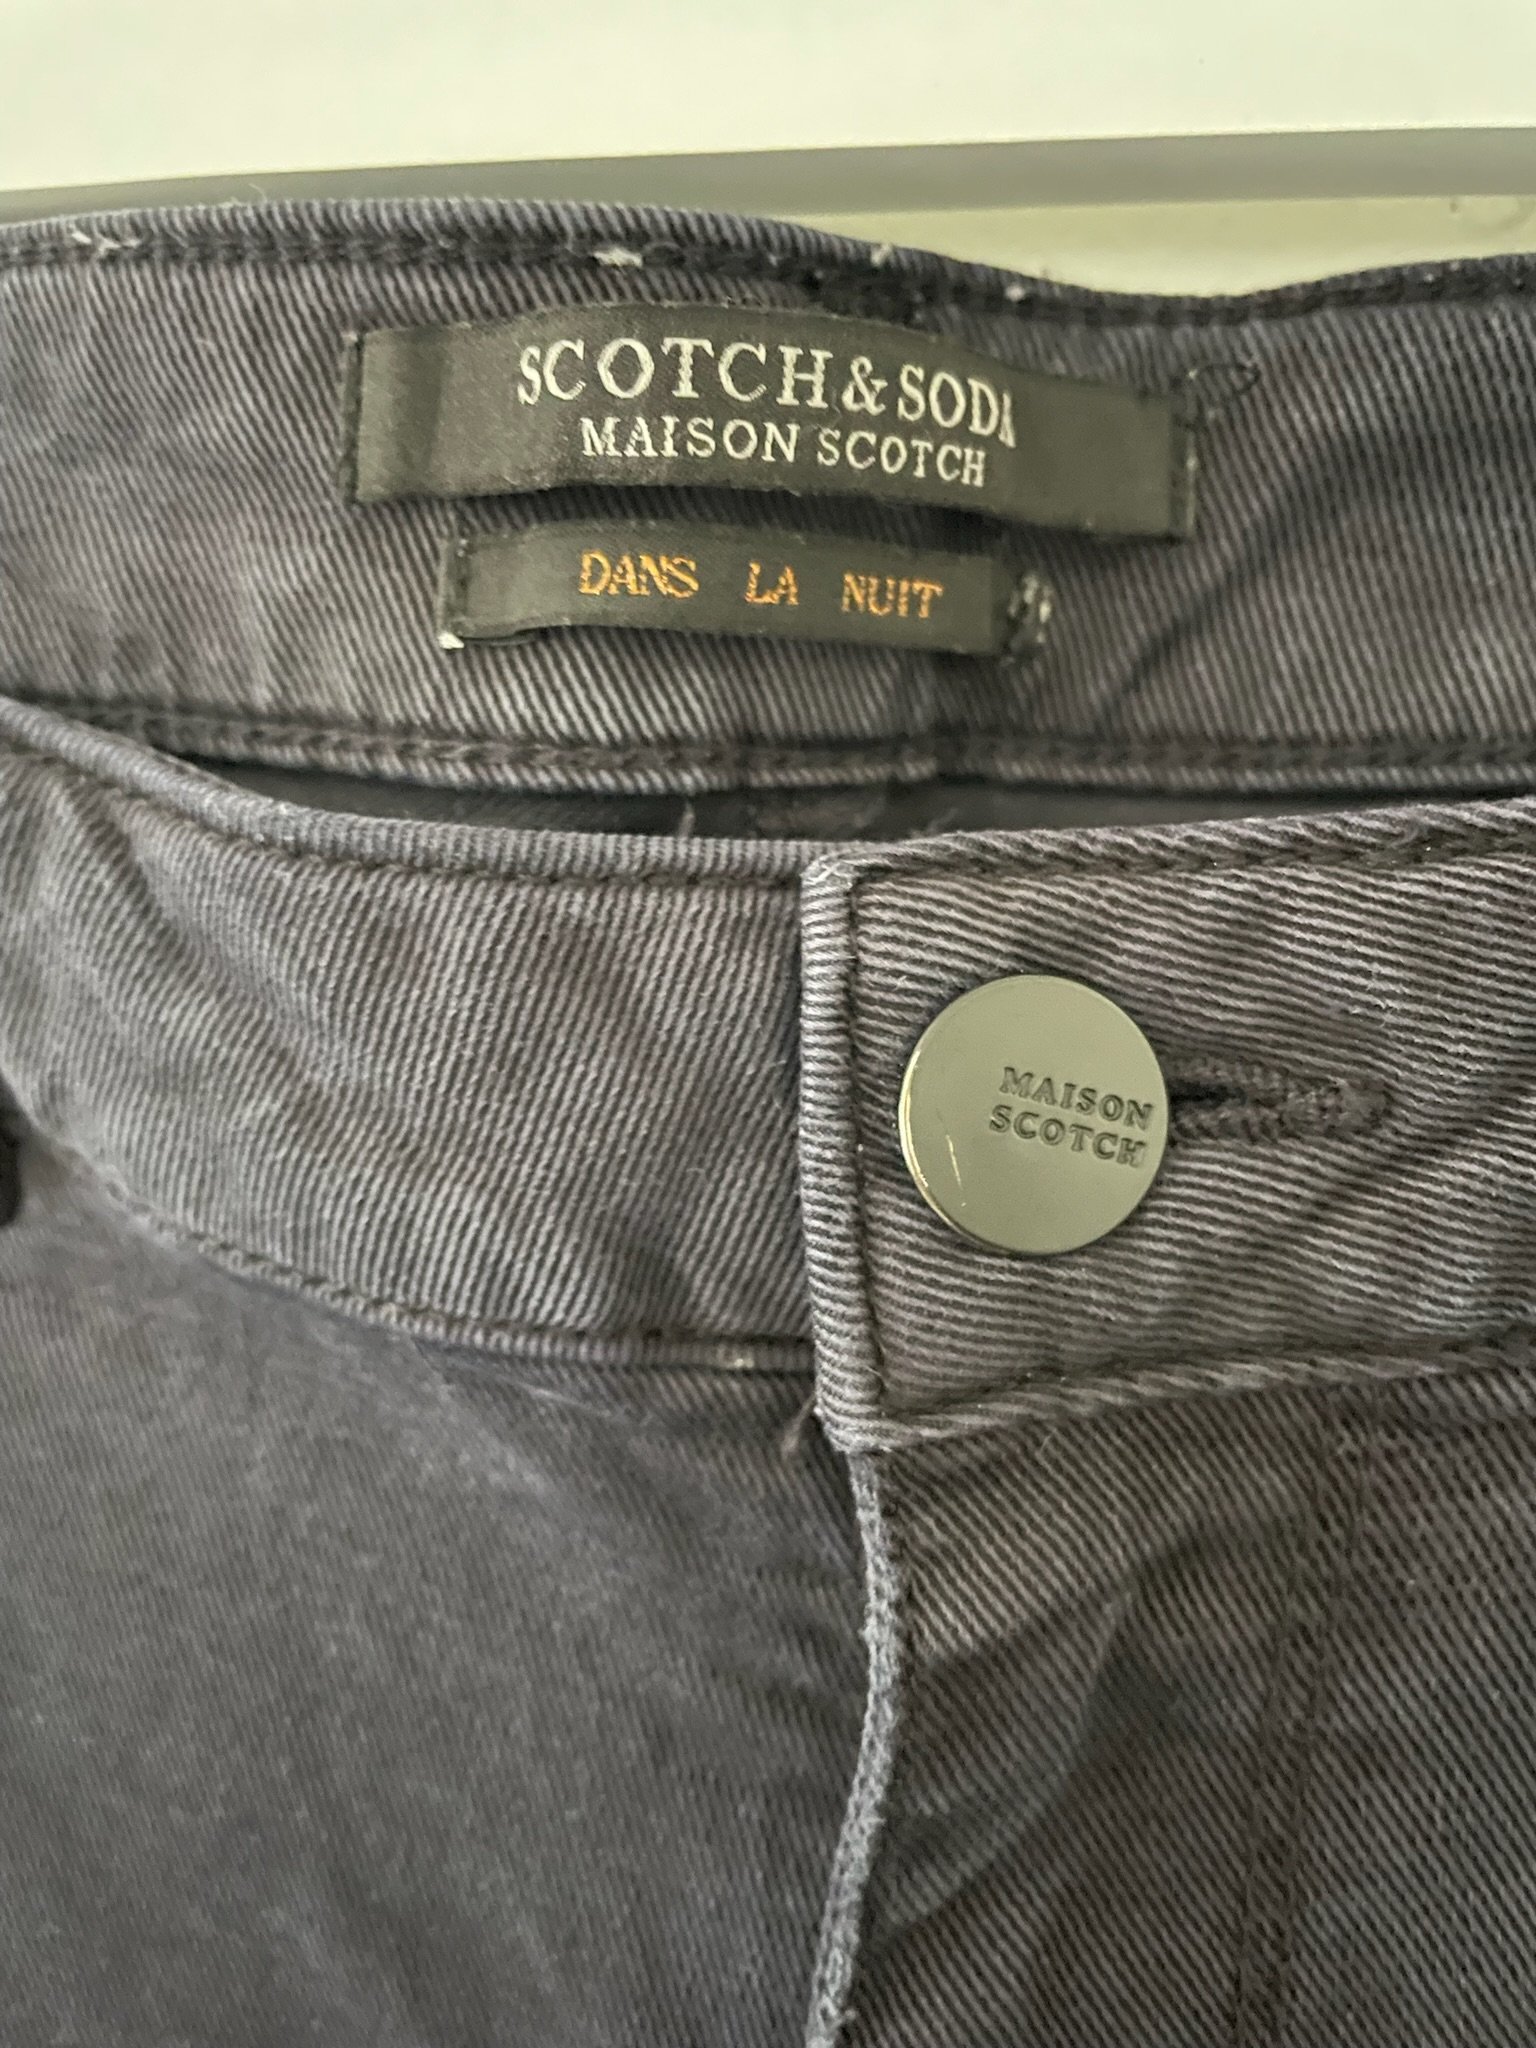 SCOTCH & SODA
MAISON SCOTCH
DANS LA NUIT
MAISON
SCOTCH